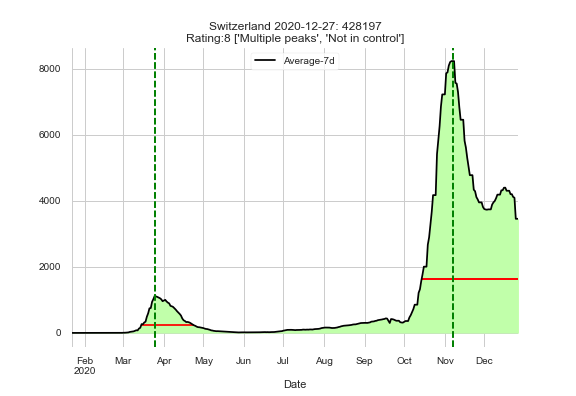 Switzerland 2020-12-27: 428197
Rating:8 ['Multiple peaks', 'Not in control']
Average-7d
8000
6000
4000
2000
0
Feb Mar Apr May Jun Jul Aug Sep Oct Nov Dec
2020
Date